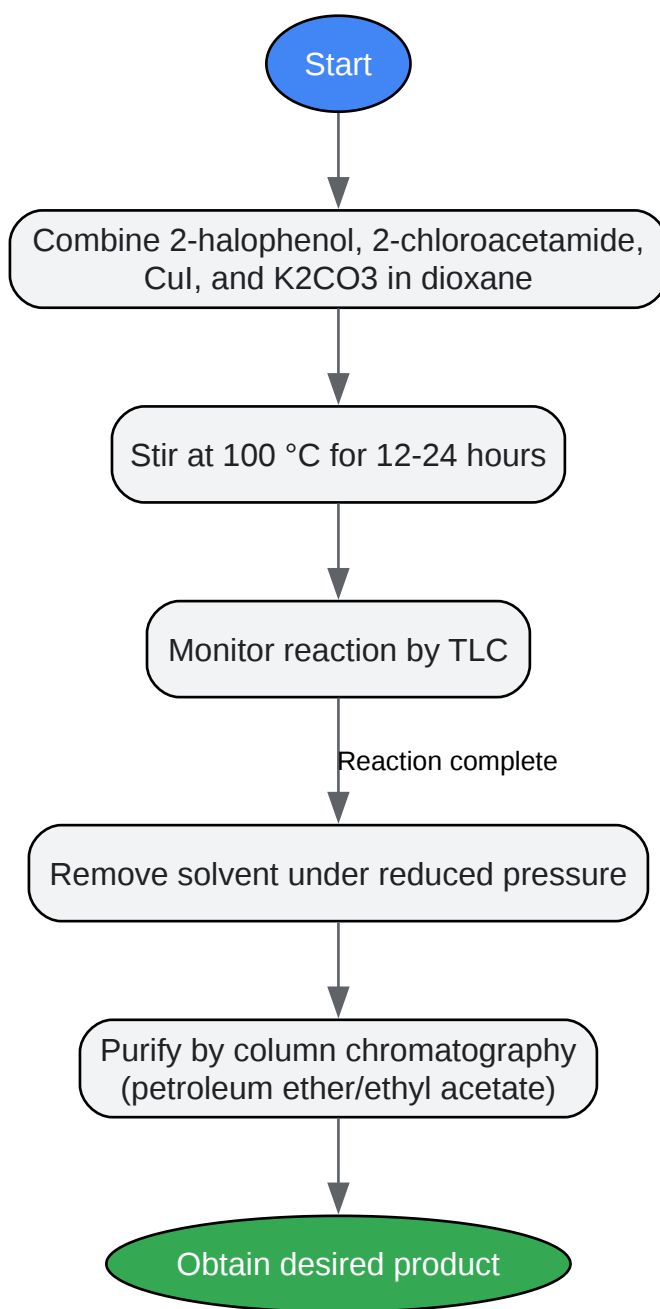 Start
Combine 2-halophenol, 2-chloroacetamide,
CuI, and K2CO3 in dioxane
Stir at 100 °C for 12-24 hours
Monitor reaction by TLC
Reaction complete
Remove solvent under reduced pressure
Purify by column chromatography
(petroleum ether/ethyl acetate)
Obtain desired product